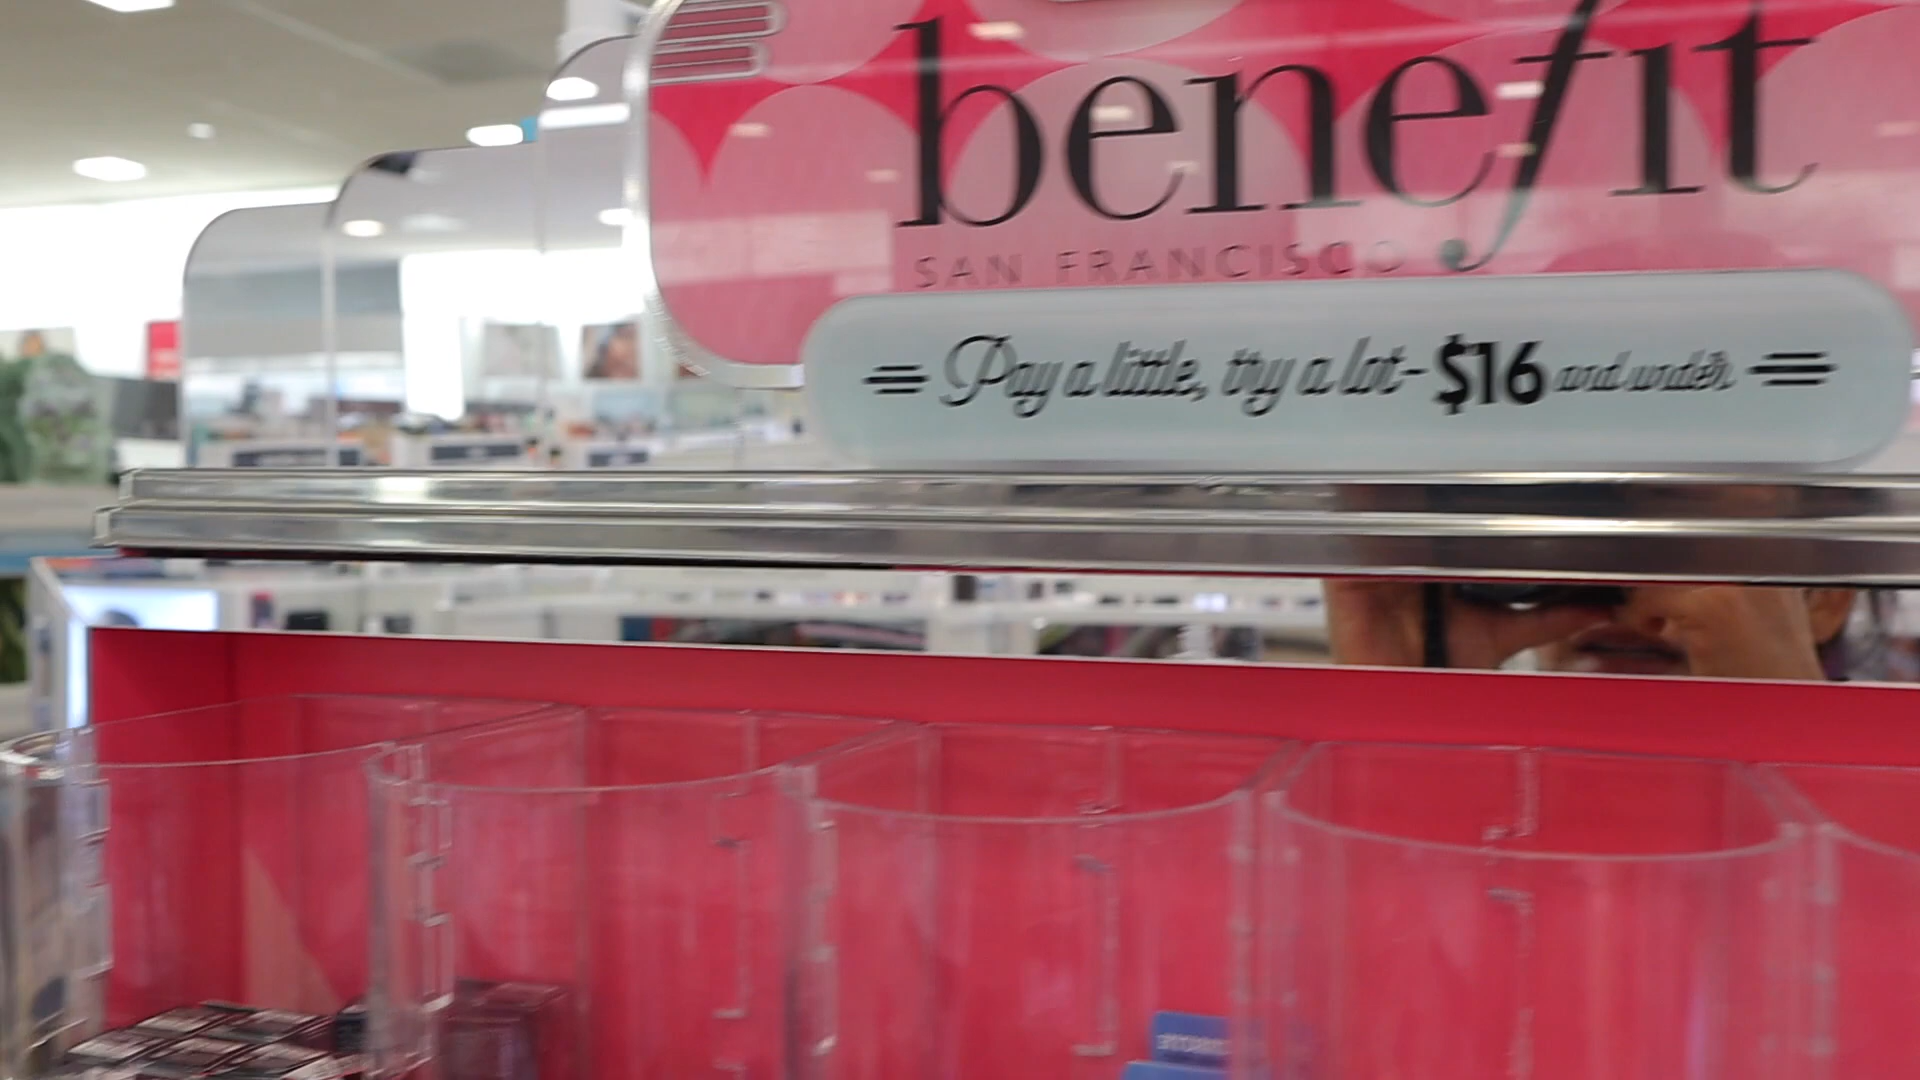 benefit
SAN FRANCISCO
= Pay a little, try a lot - $16 and under =